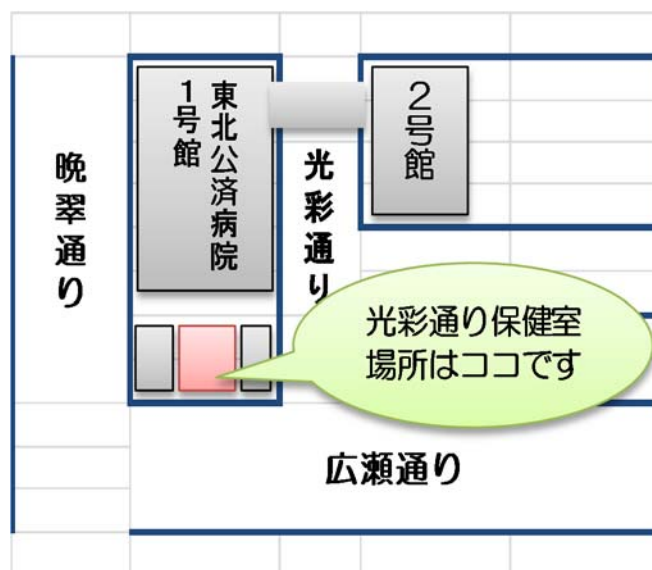 晩翠通り
東北公済病院
1号館
光彩通り
2号館
光彩通り保健室
場所はココです
広瀬通り